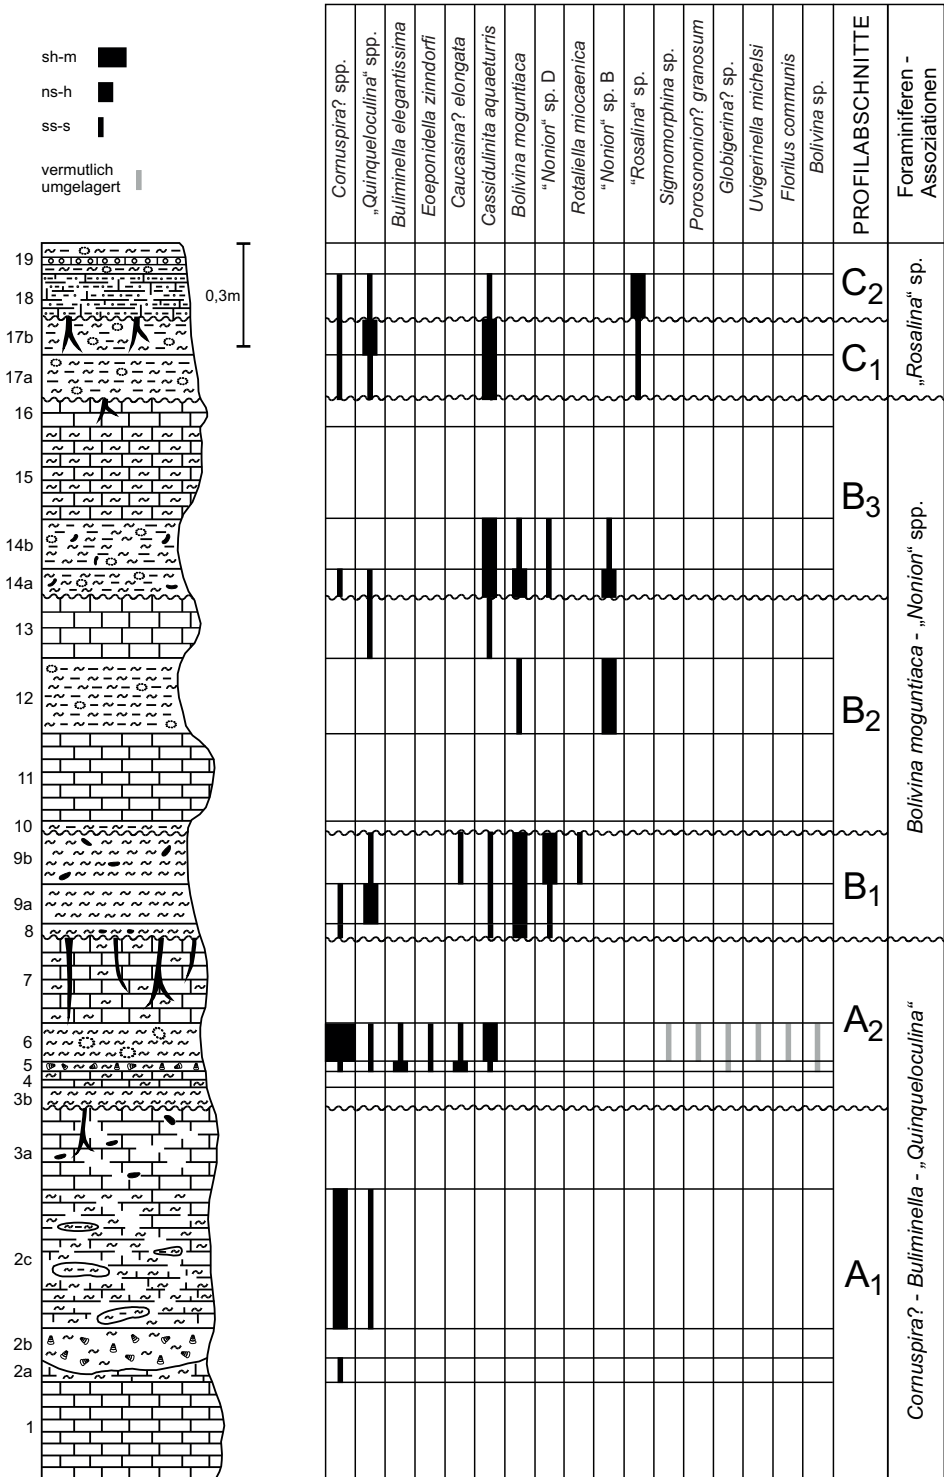 sh-m
ns-h
ss-s
vermutlich
umgelagert
Cornuspira? spp.
„Quinqueloculina“ spp.
Buliminella elegantissima
Eoeponidella zinndorfi
Caucasina? elongata
Cassidulinita aquaeturris
Bolivina moguntiaca
“Nonion“ sp. D
Rotaliella miocaenica
“Nonion“ sp. B
“Rosalina“ sp.
Sigmomorphina sp.
Porosononion? granosum
Globigerina? sp.
Uvigerinella michelsi
Florilus communis
Bolivina sp.
PROFILABSCHNITTE
Foraminiferen -
Assoziationen
0,3m
19
18
17b
17a
16
15
14b
14a
13
12
11
10
9b
9a
8
7
6
5
4
3b
3a
2c
2b
2a
1
C2
C1
B3
B2
B1
A2
A1
„Rosalina“ sp.
Bolivina moguntiaca - „Nonion“ spp.
Cornuspira? - Buliminella - „Quinqueloculina“